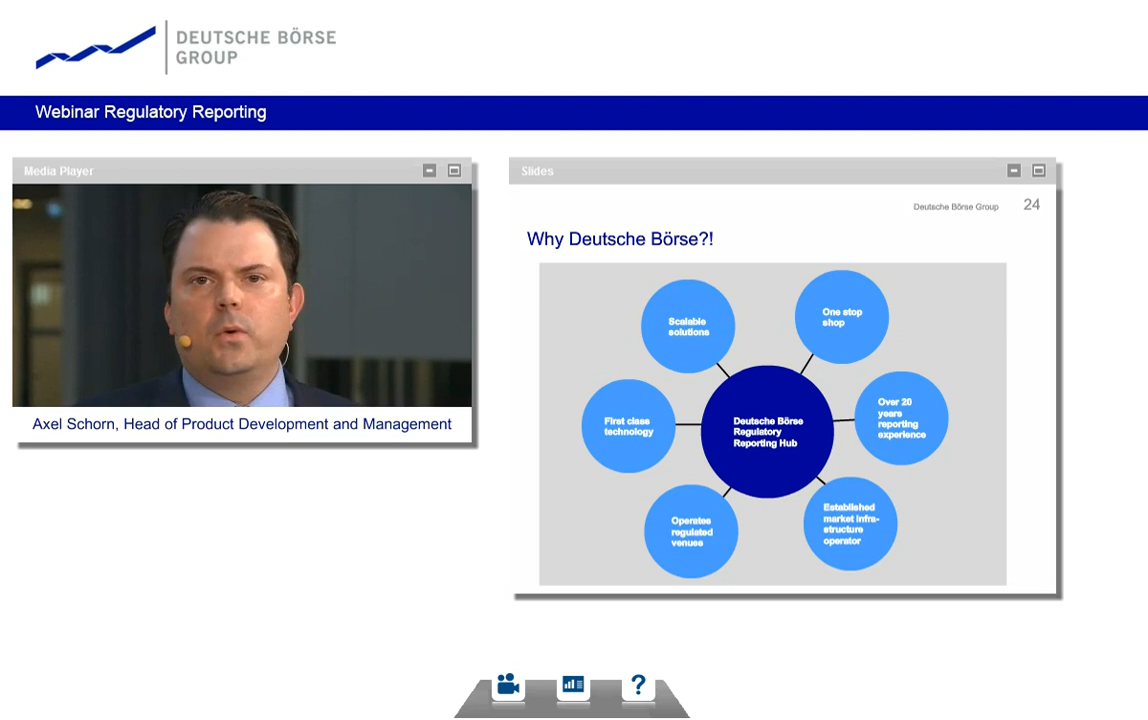 DEUTSCHE BÖRSE
GROUP
Webinar Regulatory Reporting
Media Player
Axel Schorn, Head of Product Development and Management
Slides
Deutsche Börse Group
24
Why Deutsche Börse?!
Scalable
solutions
One stop
shop
First class
technology
Deutsche Börse
Regulatory
Reporting Hub
Over 20
years
reporting
experience
Operates
regulated
venues
Established
market infra-
structure
operator
?